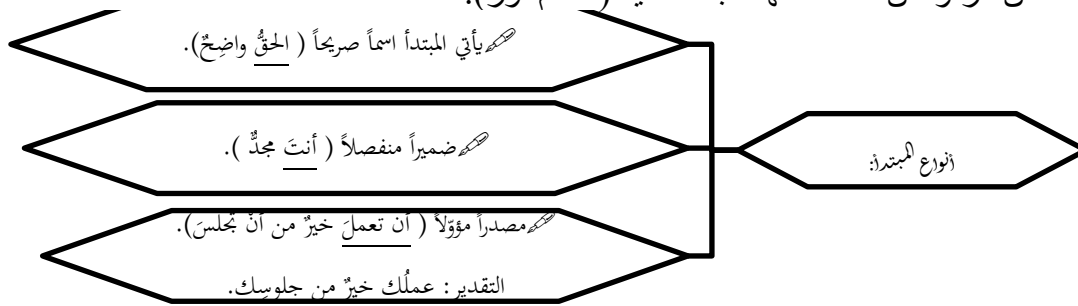 أنواع المبتدأ:
يأتي المبتدأ اسماً صريحاً ( الحقُّ واضِحٌ).
ضميراً منفصلاً ( أنتَ مجدٌّ ).
مصدراً مؤوّلاً ( أن تعملَ خيرٌ من أنْ تجلسَ).
التقدير: عملُك خيرٌ من جلوسِك.